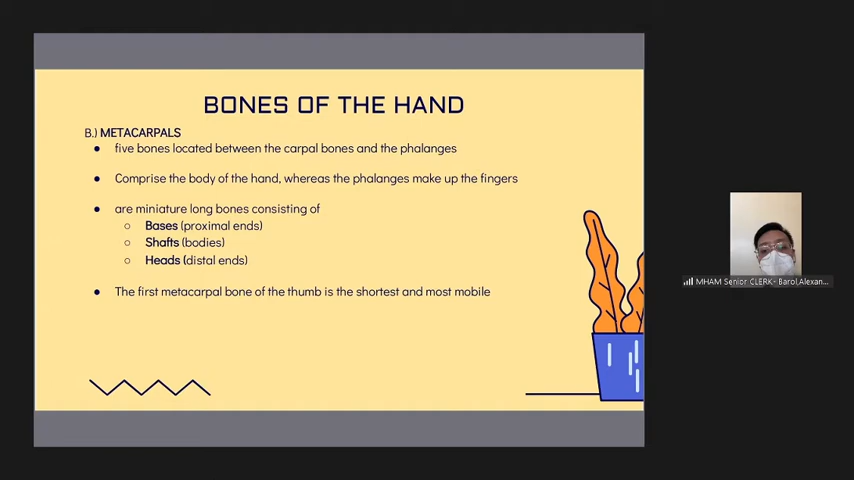 BONES OF THE HAND
B.) METACARPALS
● five bones located between the carpal bones and the phalanges
● Comprise the body of the hand, whereas the phalanges make up the fingers
● are miniature long bones consisting of
○ Bases (proximal ends)
○ Shafts (bodies)
○ Heads (distal ends)
● The first metacarpal bone of the thumb is the shortest and most mobile
MHAM Senior CLERK- Barol,Alexan...